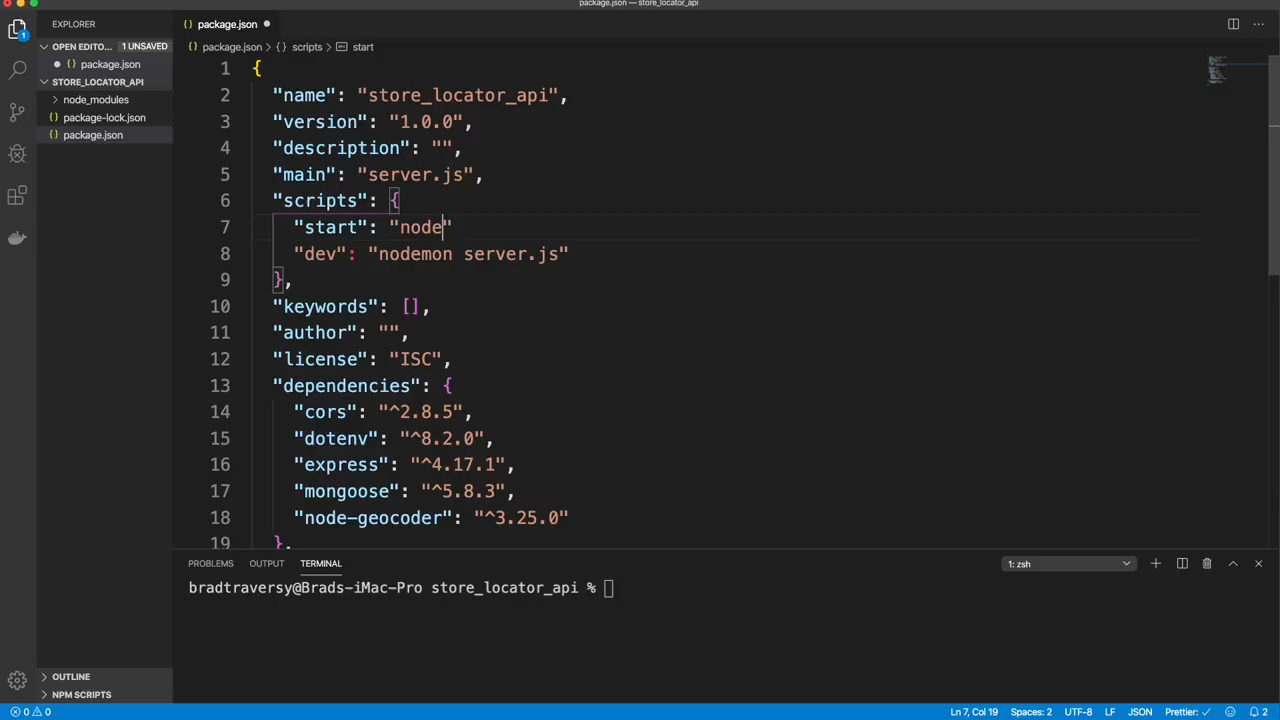 package.json — store_locator_api
EXPLORER
package.json
OPEN EDITO... 1 UNSAVED
{} package.json
STORE_LOCATOR_API
node_modules
{} package-lock.json
{} package.json
1
{} package.json > {} scripts > start
1 {
2 "name": "store_locator_api",
3 "version": "1.0.0",
4 "description": "",
5 "main": "server.js",
6 "scripts": {
7 "start": "node"
8 "dev": "nodemon server.js"
9 },
10 "keywords": [],
11 "author": "",
12 "license": "ISC",
13 "dependencies": {
14 "cors": "^2.8.5",
15 "dotenv": "^8.2.0",
16 "express": "^4.17.1",
17 "mongoose": "^5.8.3",
18 "node-geocoder": "^3.25.0"
19 },
PROBLEMS OUTPUT TERMINAL 1: zsh
bradtraversy@Brads-iMac-Pro store_locator_api %
OUTLINE
NPM SCRIPTS
0 0 Ln 7, Col 19 Spaces: 2 UTF-8 LF JSON Prettier: ✓ 2